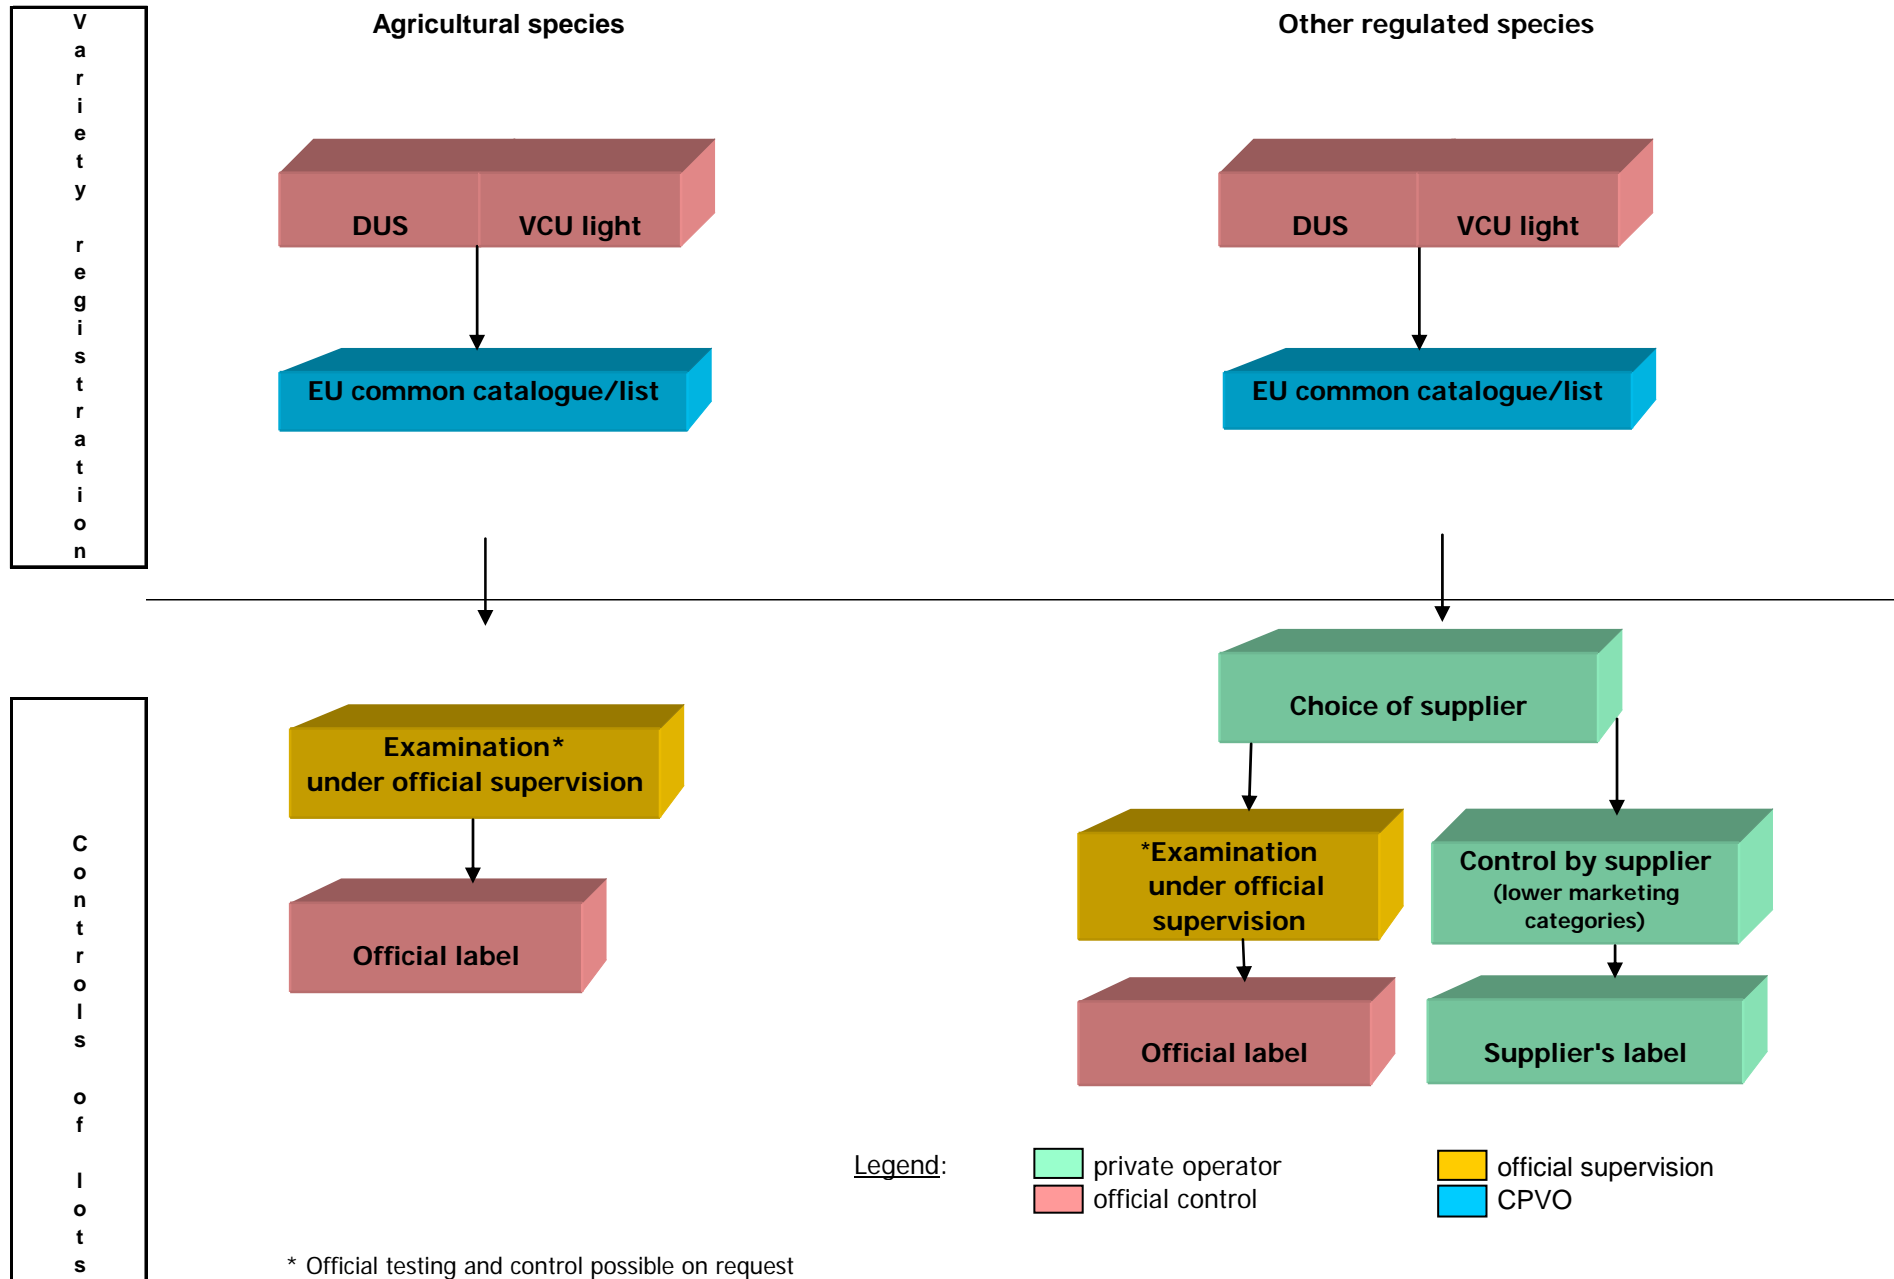 Variety registration
Agricultural species
Other regulated species
DUS
VCU light
DUS
VCU light
EU common catalogue/list
EU common catalogue/list
Controls of lots
Examination*
under official supervision
Official label
Choice of supplier
*Examination
under official
supervision
Control by supplier
(lower marketing
categories)
Official label
Supplier's label
Legend:
private operator
official supervision
official control
CPVO
* Official testing and control possible on request